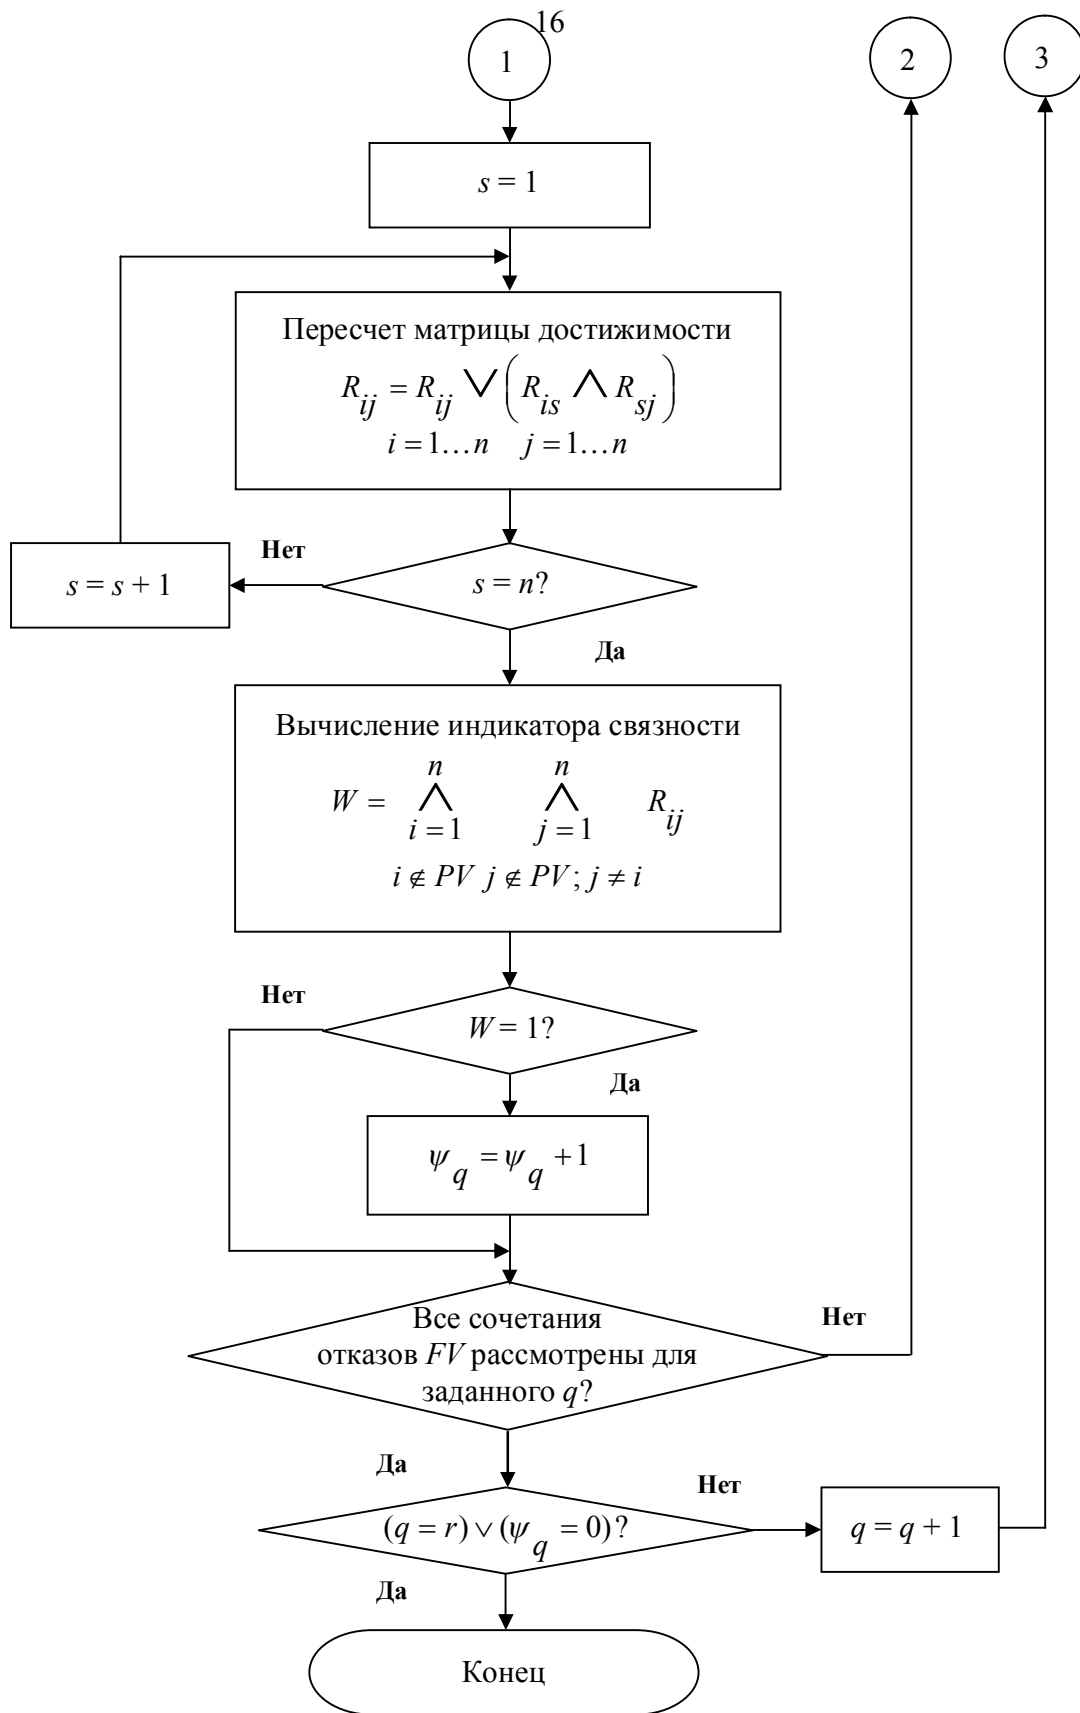 16
1
2
3
s = 1
Пересчет матрицы достижимости
R_ij = R_ij ∨ (R_is ∧ R_sj)
i = 1…n j = 1…n
Нет
s = s + 1
s = n?
Да
Вычисление индикатора связности
n n
W = ∧ ∧ R_ij
i = 1 j = 1
i ∉ PV j ∉ PV; j ≠ i
Нет
W = 1?
Да
ψ_q = ψ_q + 1
Все сочетания
отказов FV рассмотрены для
заданного q?
Нет
Да
Нет
(q = r) ∨ (ψ_q = 0)?
q = q + 1
Да
Конец